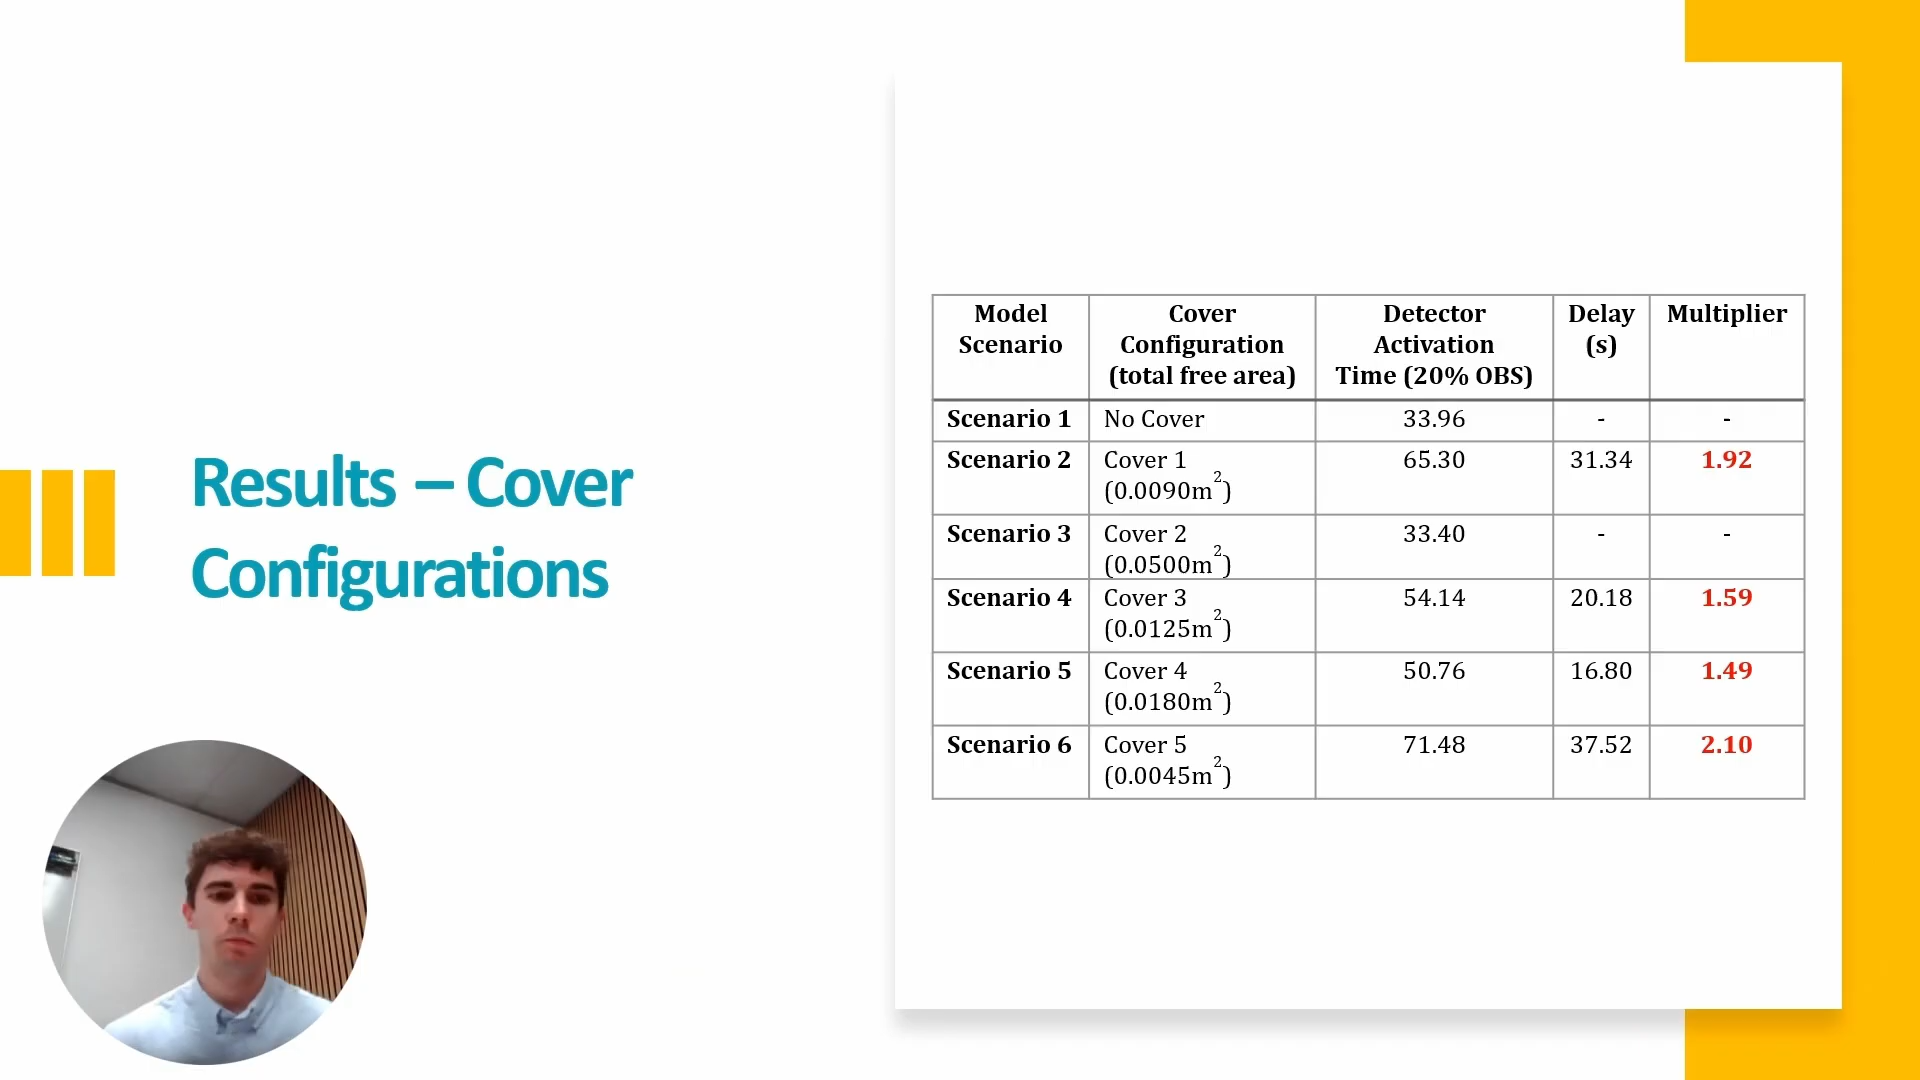 Results – Cover
Configurations
Model Scenario | Cover Configuration (total free area) | Detector Activation Time (20% OBS) | Delay (s) | Multiplier
Scenario 1 | No Cover | 33.96 | - | -
Scenario 2 | Cover 1 (0.0090m²) | 65.30 | 31.34 | 1.92
Scenario 3 | Cover 2 (0.0500m²) | 33.40 | - | -
Scenario 4 | Cover 3 (0.0125m²) | 54.14 | 20.18 | 1.59
Scenario 5 | Cover 4 (0.0180m²) | 50.76 | 16.80 | 1.49
Scenario 6 | Cover 5 (0.0045m²) | 71.48 | 37.52 | 2.10